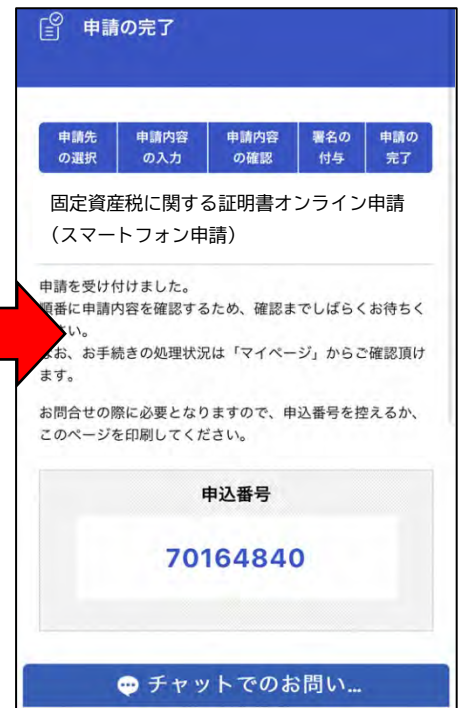 申請の完了
申請先の選択
申請内容の入力
申請内容の確認
署名の付与
申請の完了
固定資産税に関する証明書オンライン申請
(スマートフォン申請)
申請を受け付けました。
順番に申請内容を確認するため、確認までしばらくお待ちく
い。
お、お手続きの処理状況は「マイページ」からご確認頂け
ます。
お問合せの際に必要となりますので、申込番号を控えるか、
このページを印刷してください。
申込番号
70164840
チャットでのお問い...